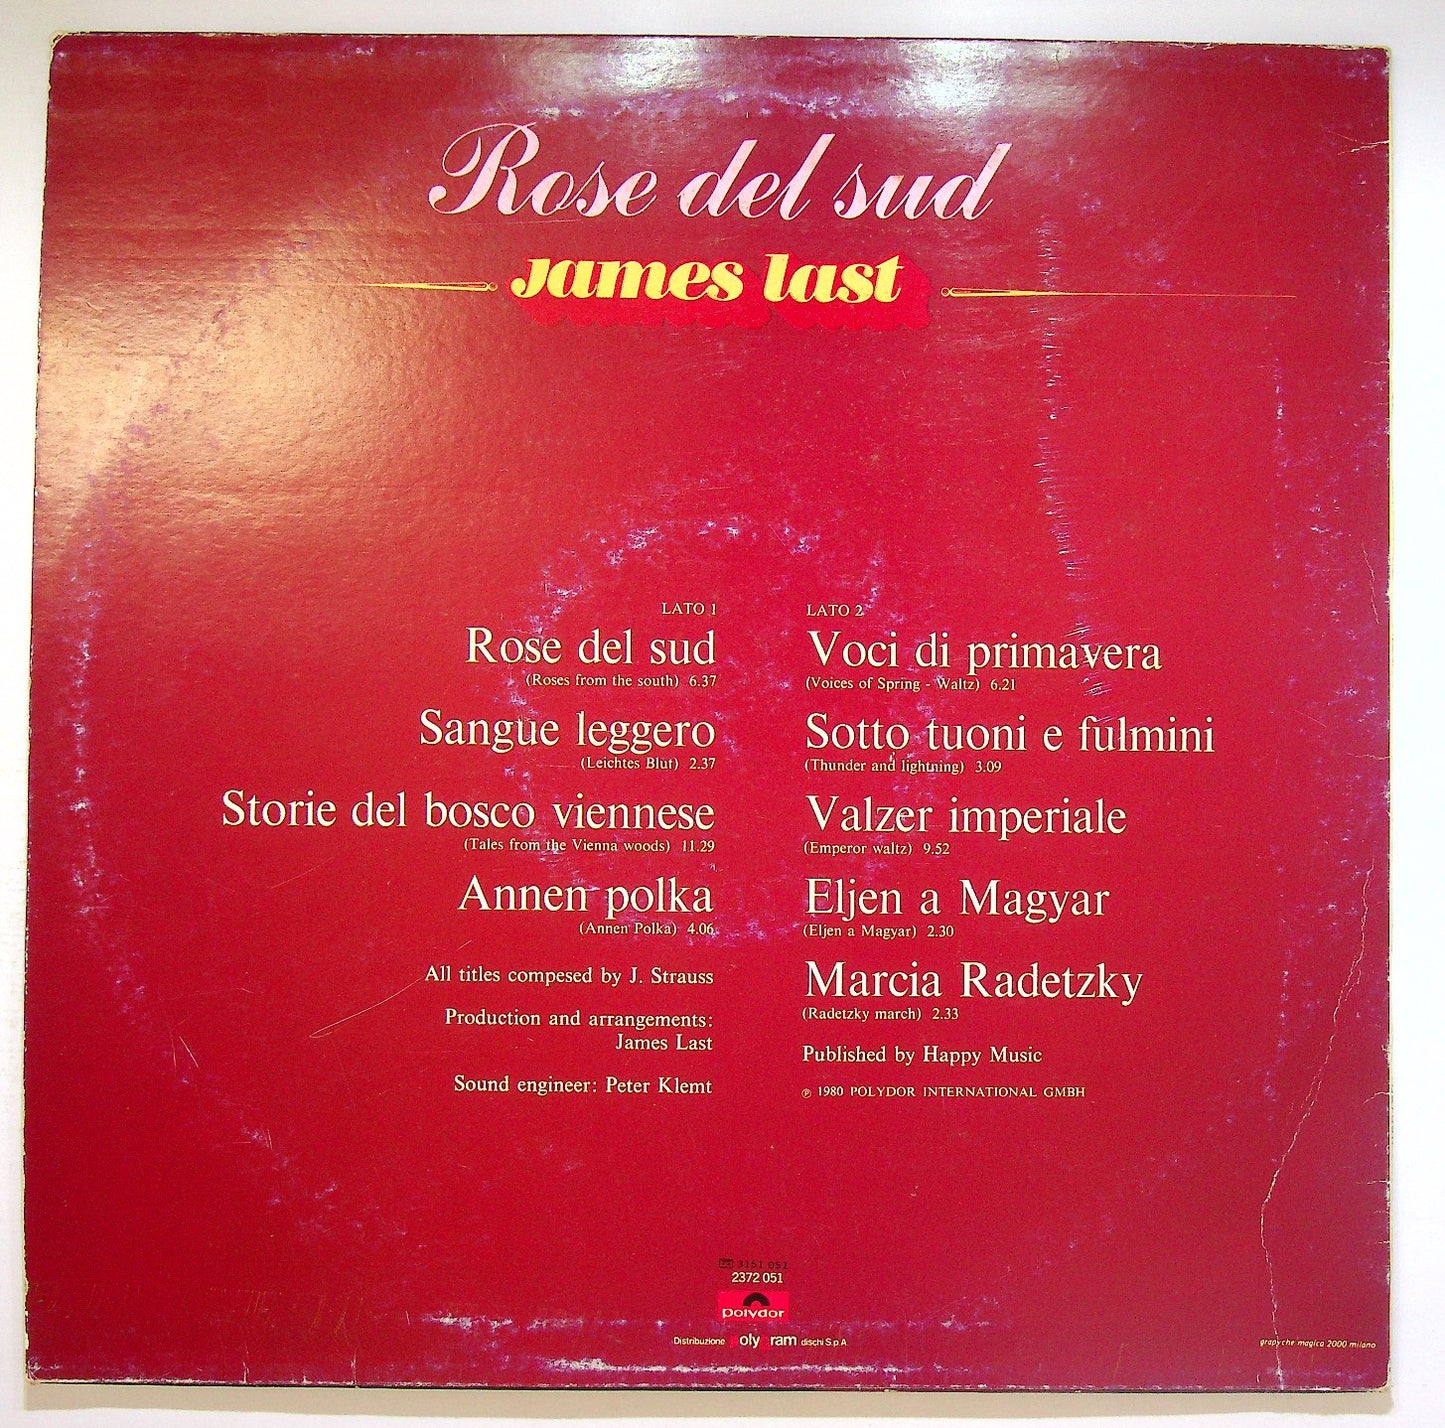 Rose del sud
James last
LATO 1
Rose del sud
(Roses from the south) 6.37
Sangue leggero
(Leichtes Blut) 2.37
Storie del bosco viennese
(Tales from the Vienna woods) 11.29
Annen polka
(Annen Polka) 4.06
All titles compesed by J. Strauss
Production and arrangements:
James Last
Sound engineer: Peter Klemt
LATO 2
Voci di primavera
(Voices of Spring - Waltz) 6.21
Sotto tuoni e fulmini
(Thunder and lightning) 3.09
Valzer imperiale
(Emperor waltz) 9.52
Eljen a Magyar
(Eljen a Magyar) 2.30
Marcia Radetzky
(Radetzky march) 2.33
Published by Happy Music
℗ 1980 POLYDOR INTERNATIONAL GMBH
3151 051
2372 051
polydor
Distribuzione polygram dischi S.p.A.
graphyche magica 2000 milano